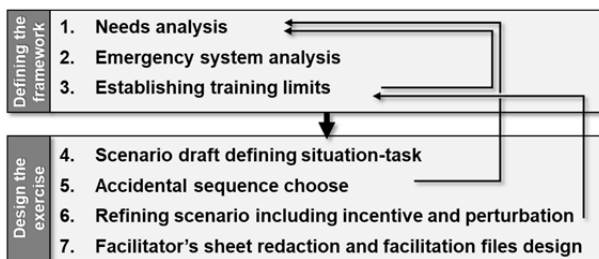 Defining the
framework
1. Needs analysis
2. Emergency system analysis
3. Establishing training limits
Design the
exercise
4. Scenario draft defining situation-task
5. Accidental sequence choose
6. Refining scenario including incentive and perturbation
7. Facilitator's sheet redaction and facilitation files design